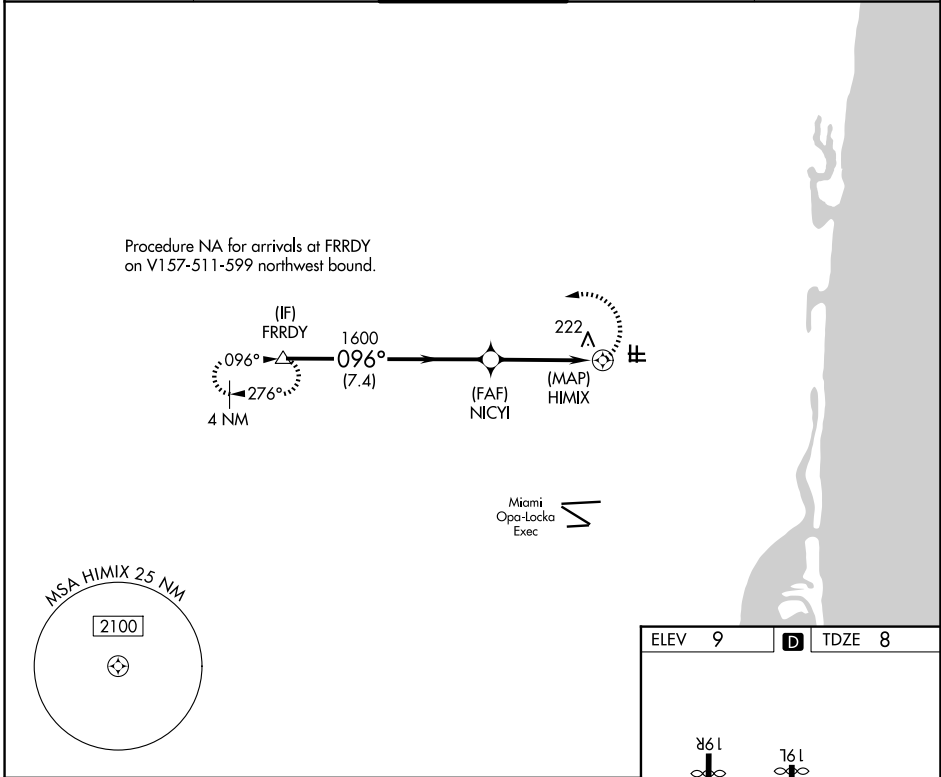 Procedure NA for arrivals at FRRDY
on V157-511-599 northwest bound.
(IF)
FRRDY
1600
096°
096°
(7.4)
276°
4 NM
222
(FAF)
NICYI
(MAP)
HIMIX
Miami
Opa-Locka
Exec
MSA HIMIX 25 NM
2100
ELEV 9
D
TDZE 8
19R
19L